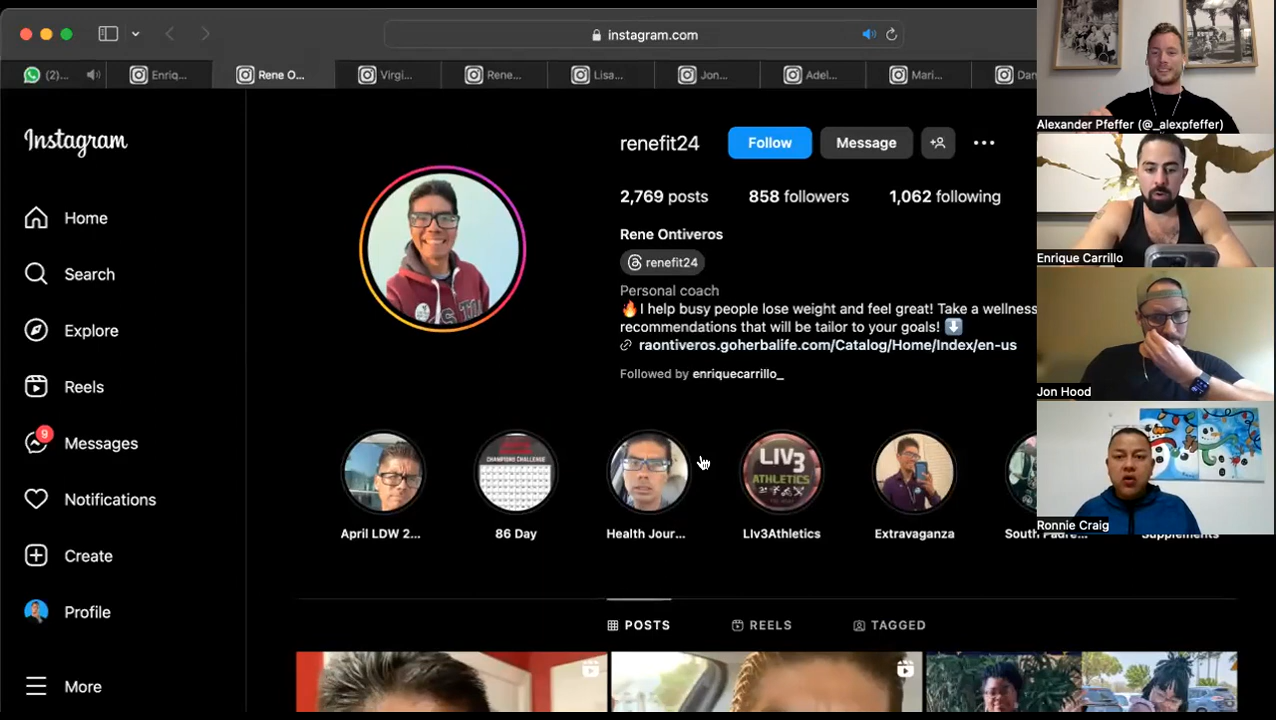 instagram.com
(2)...
Enriq...
Rene O...
Virgi...
Rene...
Lisa...
Jon...
Adel...
Mari...
Dan
Instagram
Home
Search
Explore
Reels
9
Messages
Notifications
Create
Profile
More
renefit24
Follow
Message
2,769 posts
858 followers
1,062 following
Rene Ontiveros
renefit24
Personal coach
🔥I help busy people lose weight and feel great! Take a wellness
recommendations that will be tailor to your goals! ⬇️
raontiveros.goherbalife.com/Catalog/Home/Index/en-us
Followed by enriquecarrillo_
CHAMPIONS CHALLENGE
LIV3
ATHLETICS
April LDW 2...
86 Day
Health Jour...
LIv3Athletics
Extravaganza
South Padre...
Supplements
POSTS
REELS
TAGGED
Alexander Pfeffer (@_alexpfeffer)
Enrique Carrillo
Jon Hood
Ronnie Craig